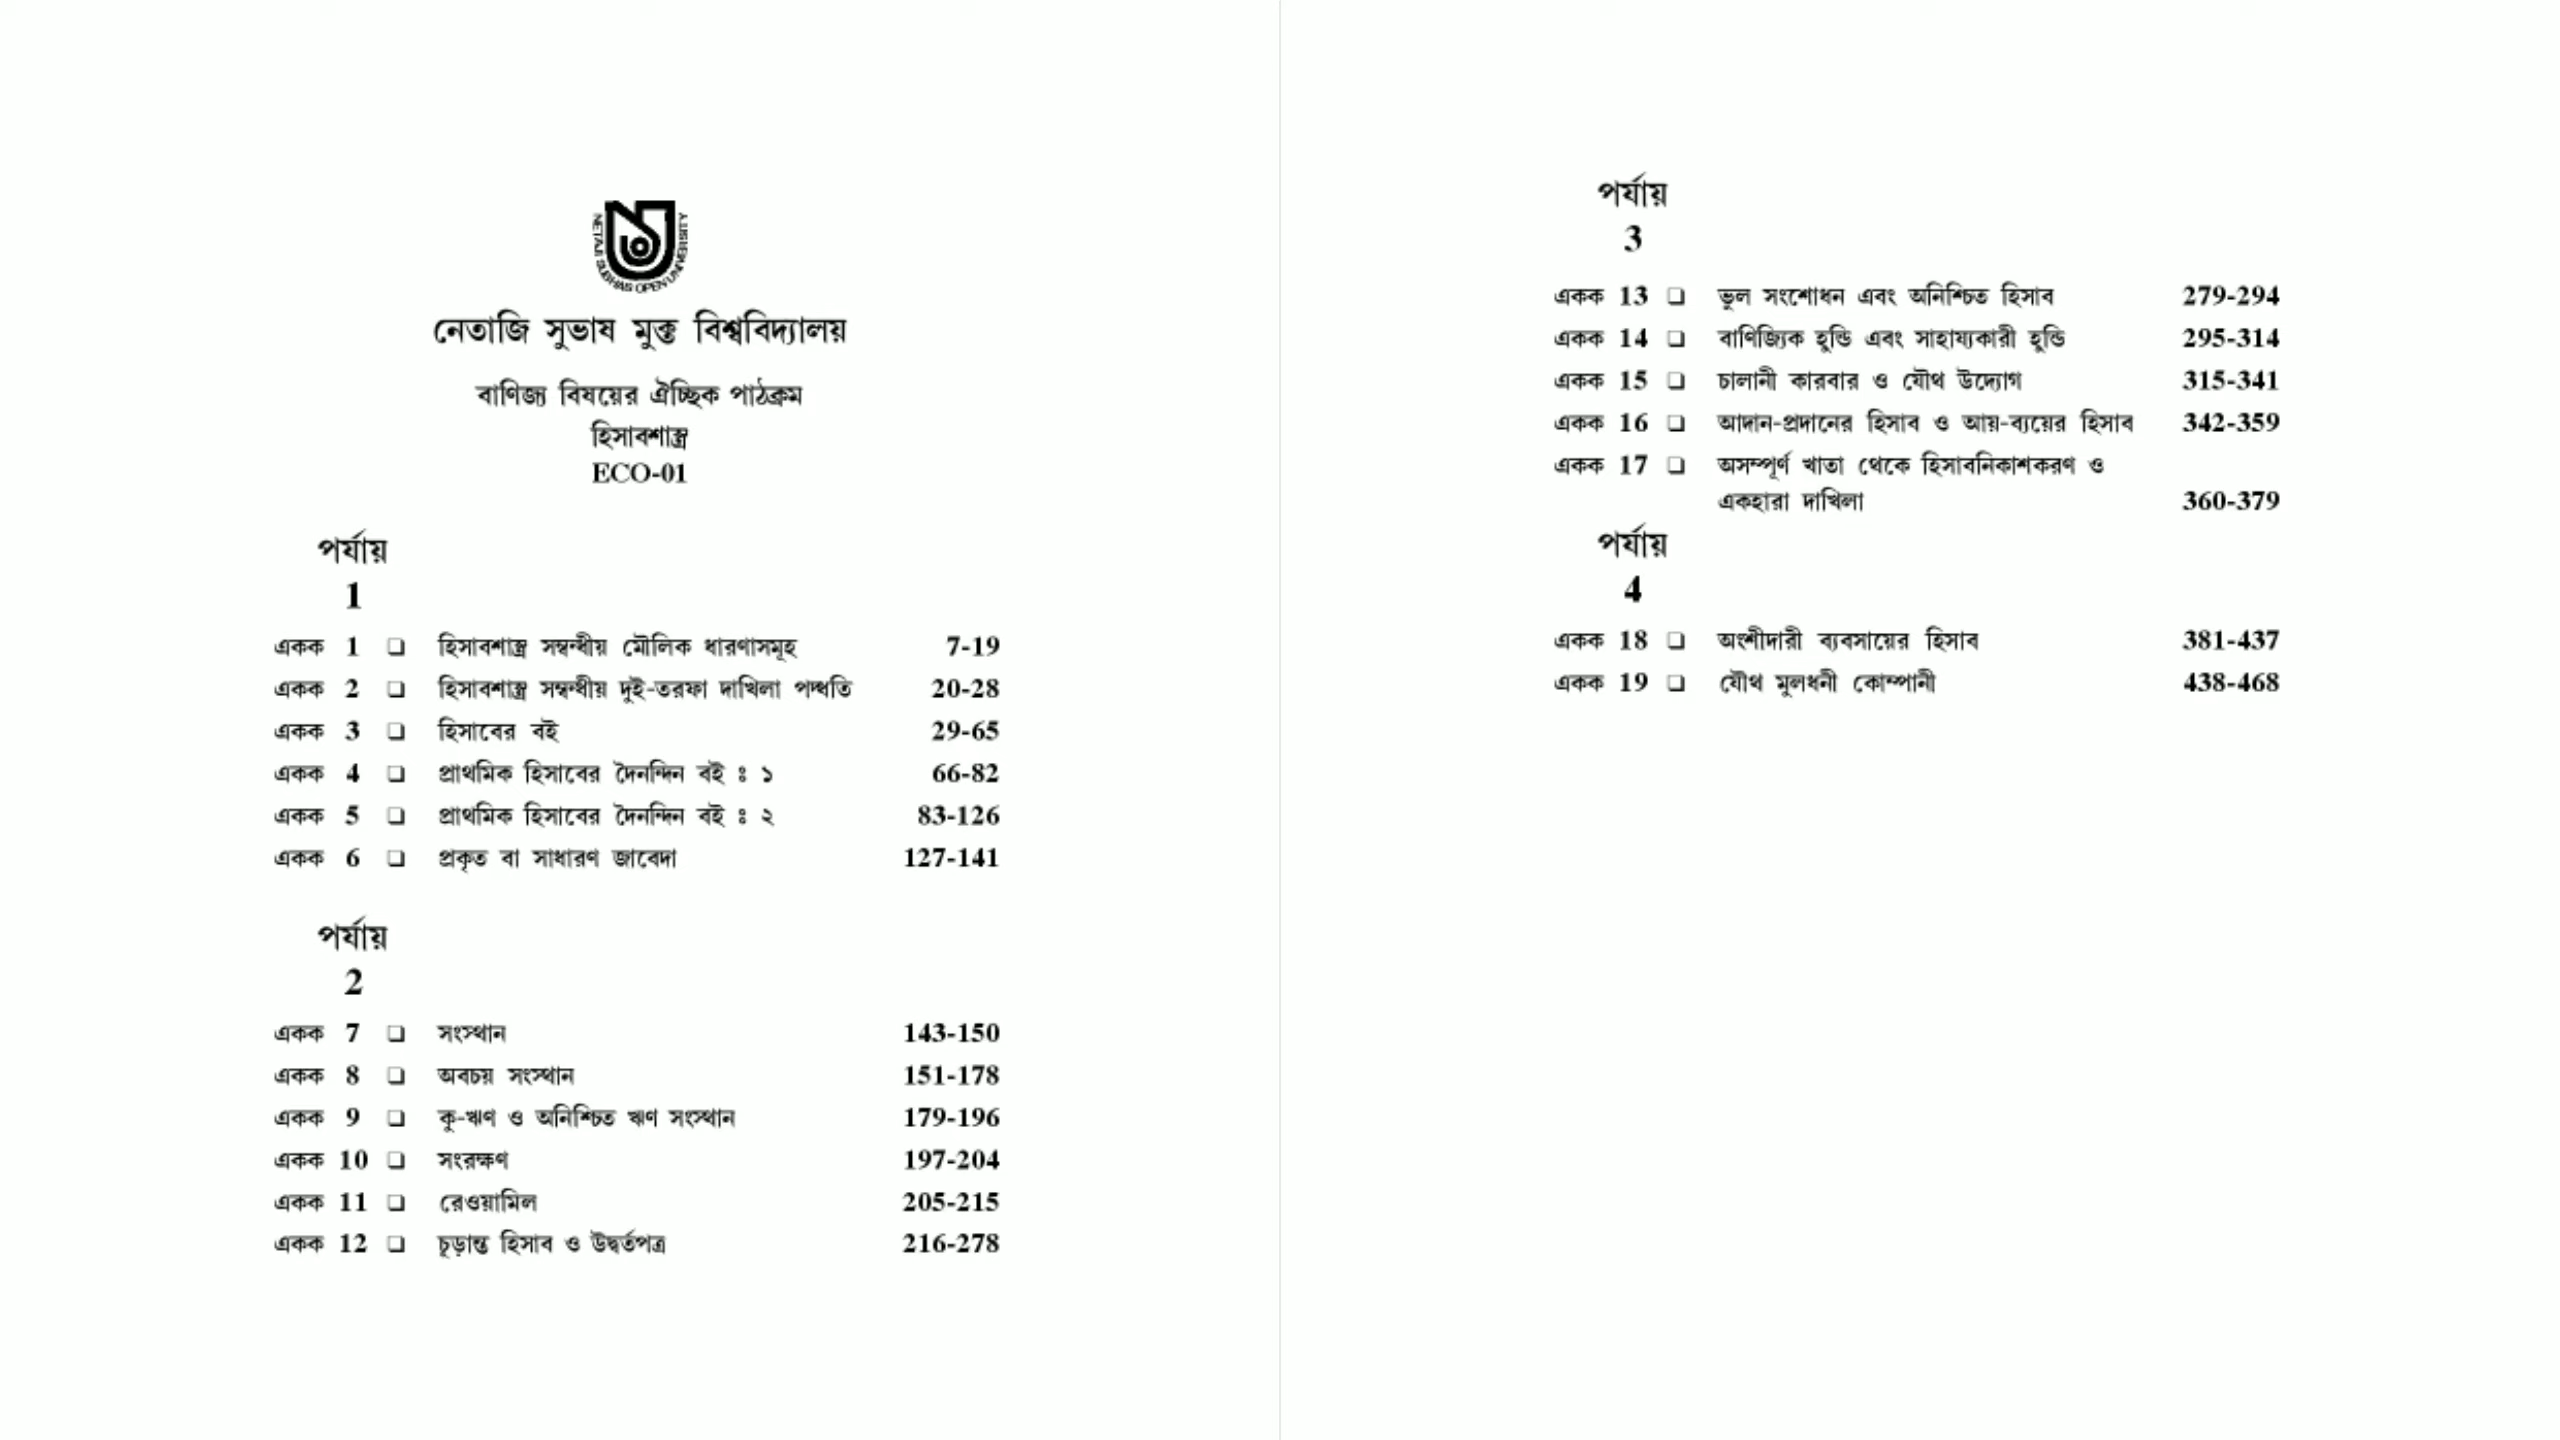 NETAJI SUBHAS OPEN UNIVERSITY
নেতাজি সুভাষ মুক্ত বিশ্ববিদ্যালয়
বাণিজ্য বিষয়ের ঐচ্ছিক পাঠক্রম
হিসাবশাস্ত্র
ECO-01
পর্যায়
1
একক 1 ❑ হিসাবশাস্ত্র সম্বন্ধীয় মৌলিক ধারণাসমূহ 7-19
একক 2 ❑ হিসাবশাস্ত্র সম্বন্ধীয় দুই-তরফা দাখিলা পদ্ধতি 20-28
একক 3 ❑ হিসাবের বই 29-65
একক 4 ❑ প্রাথমিক হিসাবের দৈনন্দিন বই ঃ ১ 66-82
একক 5 ❑ প্রাথমিক হিসাবের দৈনন্দিন বই ঃ ২ 83-126
একক 6 ❑ প্রকৃত বা সাধারণ জাবেদা 127-141
পর্যায়
2
একক 7 ❑ সংস্থান 143-150
একক 8 ❑ অবচয় সংস্থান 151-178
একক 9 ❑ কু-ঋণ ও অনিশ্চিত ঋণ সংস্থান 179-196
একক 10 ❑ সংরক্ষণ 197-204
একক 11 ❑ রেওয়ামিল 205-215
একক 12 ❑ চূড়ান্ত হিসাব ও উদ্বর্তপত্র 216-278
পর্যায়
3
একক 13 ❑ ভুল সংশোধন এবং অনিশ্চিত হিসাব 279-294
একক 14 ❑ বাণিজ্যিক হুন্ডি এবং সাহায্যকারী হুন্ডি 295-314
একক 15 ❑ চালানী কারবার ও যৌথ উদ্যোগ 315-341
একক 16 ❑ আদান-প্রদানের হিসাব ও আয়-ব্যয়ের হিসাব 342-359
একক 17 ❑ অসম্পূর্ণ খাতা থেকে হিসাবনিকাশকরণ ও
একহারা দাখিলা 360-379
পর্যায়
4
একক 18 ❑ অংশীদারী ব্যবসায়ের হিসাব 381-437
একক 19 ❑ যৌথ মুলধনী কোম্পানী 438-468